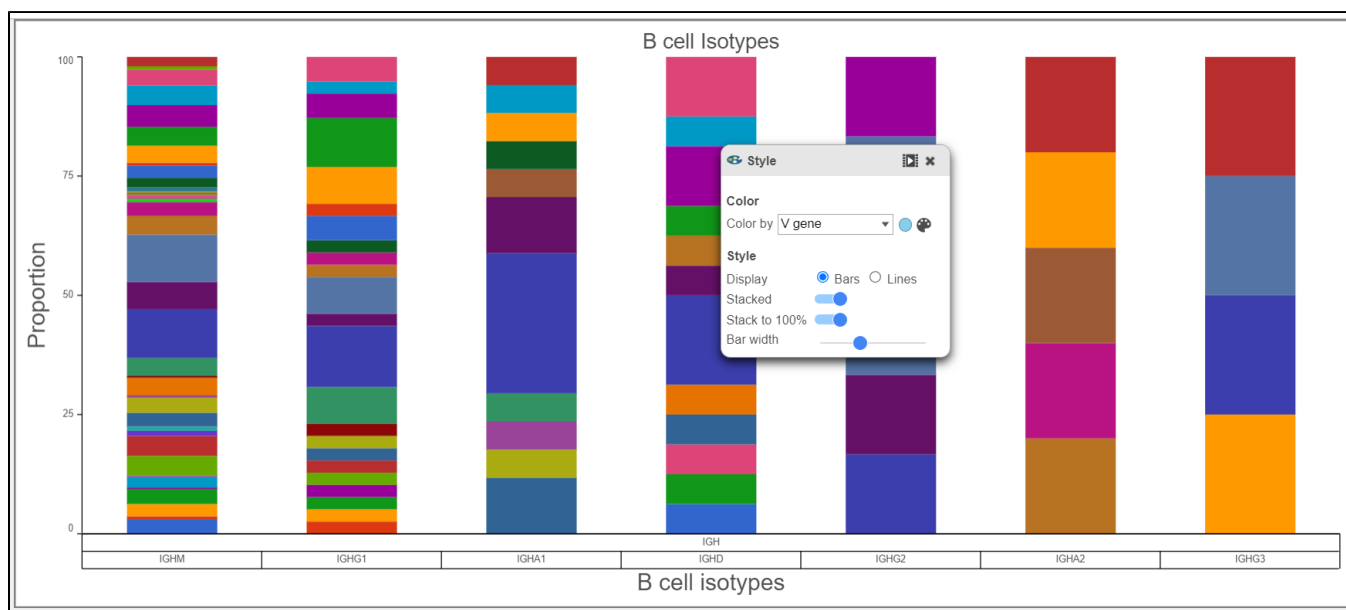 B cell Isotypes
100
75
50
25
0
Proportion
Style
Color
Color by V gene
Style
Display Bars Lines
Stacked
Stack to 100%
Bar width
IGH
IGHM IGHG1 IGHA1 IGHD IGHG2 IGHA2 IGHG3
B cell isotypes